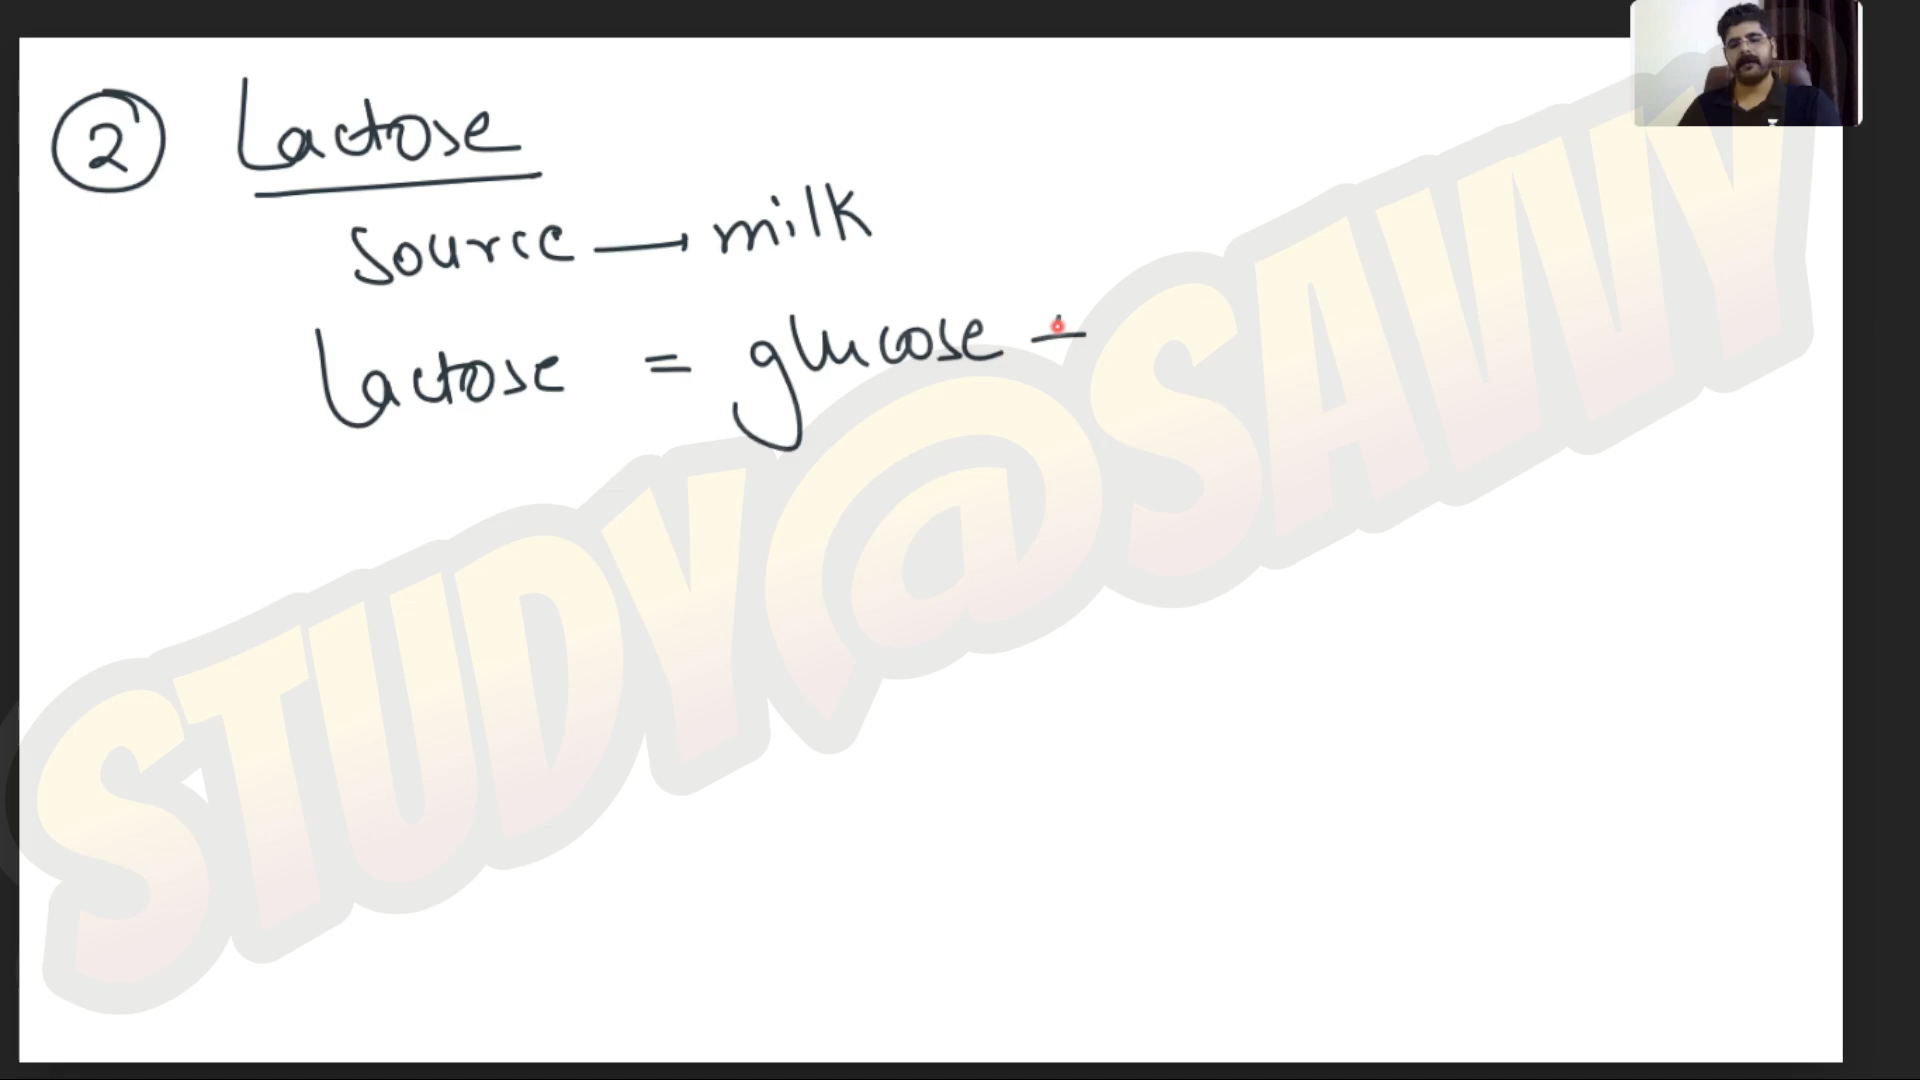 ② Lactose
Source → milk
Lactose = glucose +
STUDY@SAVVY